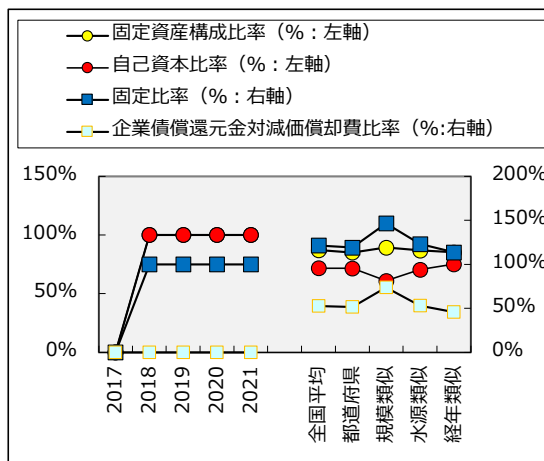 固定資産構成比率（%：左軸）
自己資本比率（%：左軸）
固定比率（%：右軸）
企業債償還元金対減価償却費比率（%:右軸）
150%
100%
50%
0%
200%
150%
100%
50%
0%
2017
2018
2019
2020
2021
全国平均
都道府県
規模類似
水源類似
経年類似